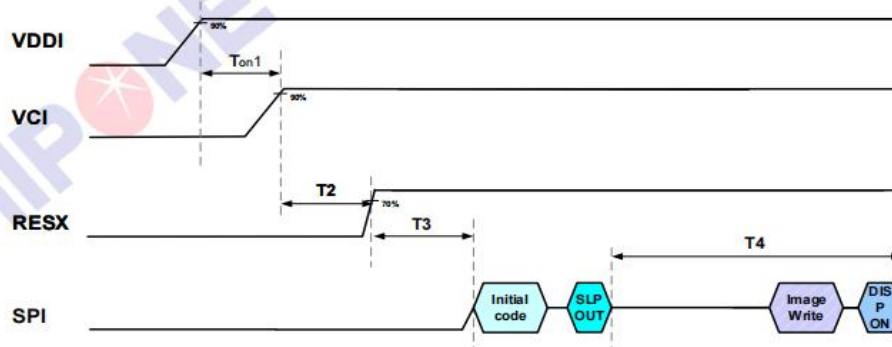 VDDI
90%
Ton1
VCI
90%
T2
RESX
70%
T3
T4
SPI
Initial
code
SLP
OUT
Image
Write
DIS
P
ON
HIPONE